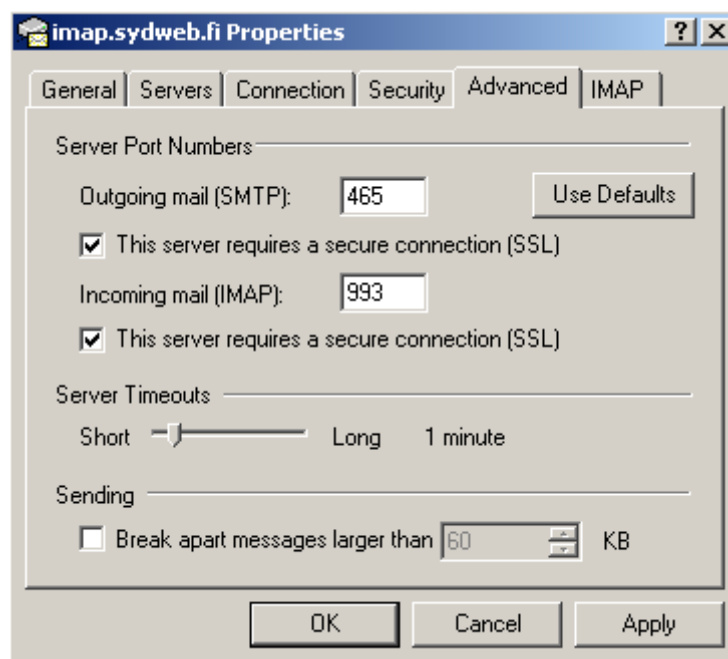 imap.sydweb.fi Properties
General Servers Connection Security Advanced IMAP
Server Port Numbers
Outgoing mail (SMTP): 465 Use Defaults
This server requires a secure connection (SSL)
Incoming mail (IMAP): 993
This server requires a secure connection (SSL)
Server Timeouts
Short Long 1 minute
Sending
Break apart messages larger than 60 KB
OK Cancel Apply